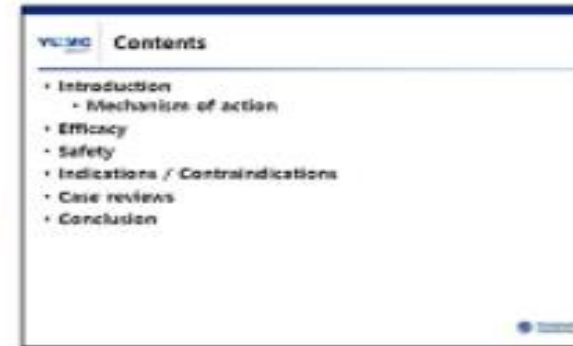 Contents
• Introduction
• Mechanism of action
• Efficacy
• Safety
• Indications / Contraindications
• Case reviews
• Conclusion